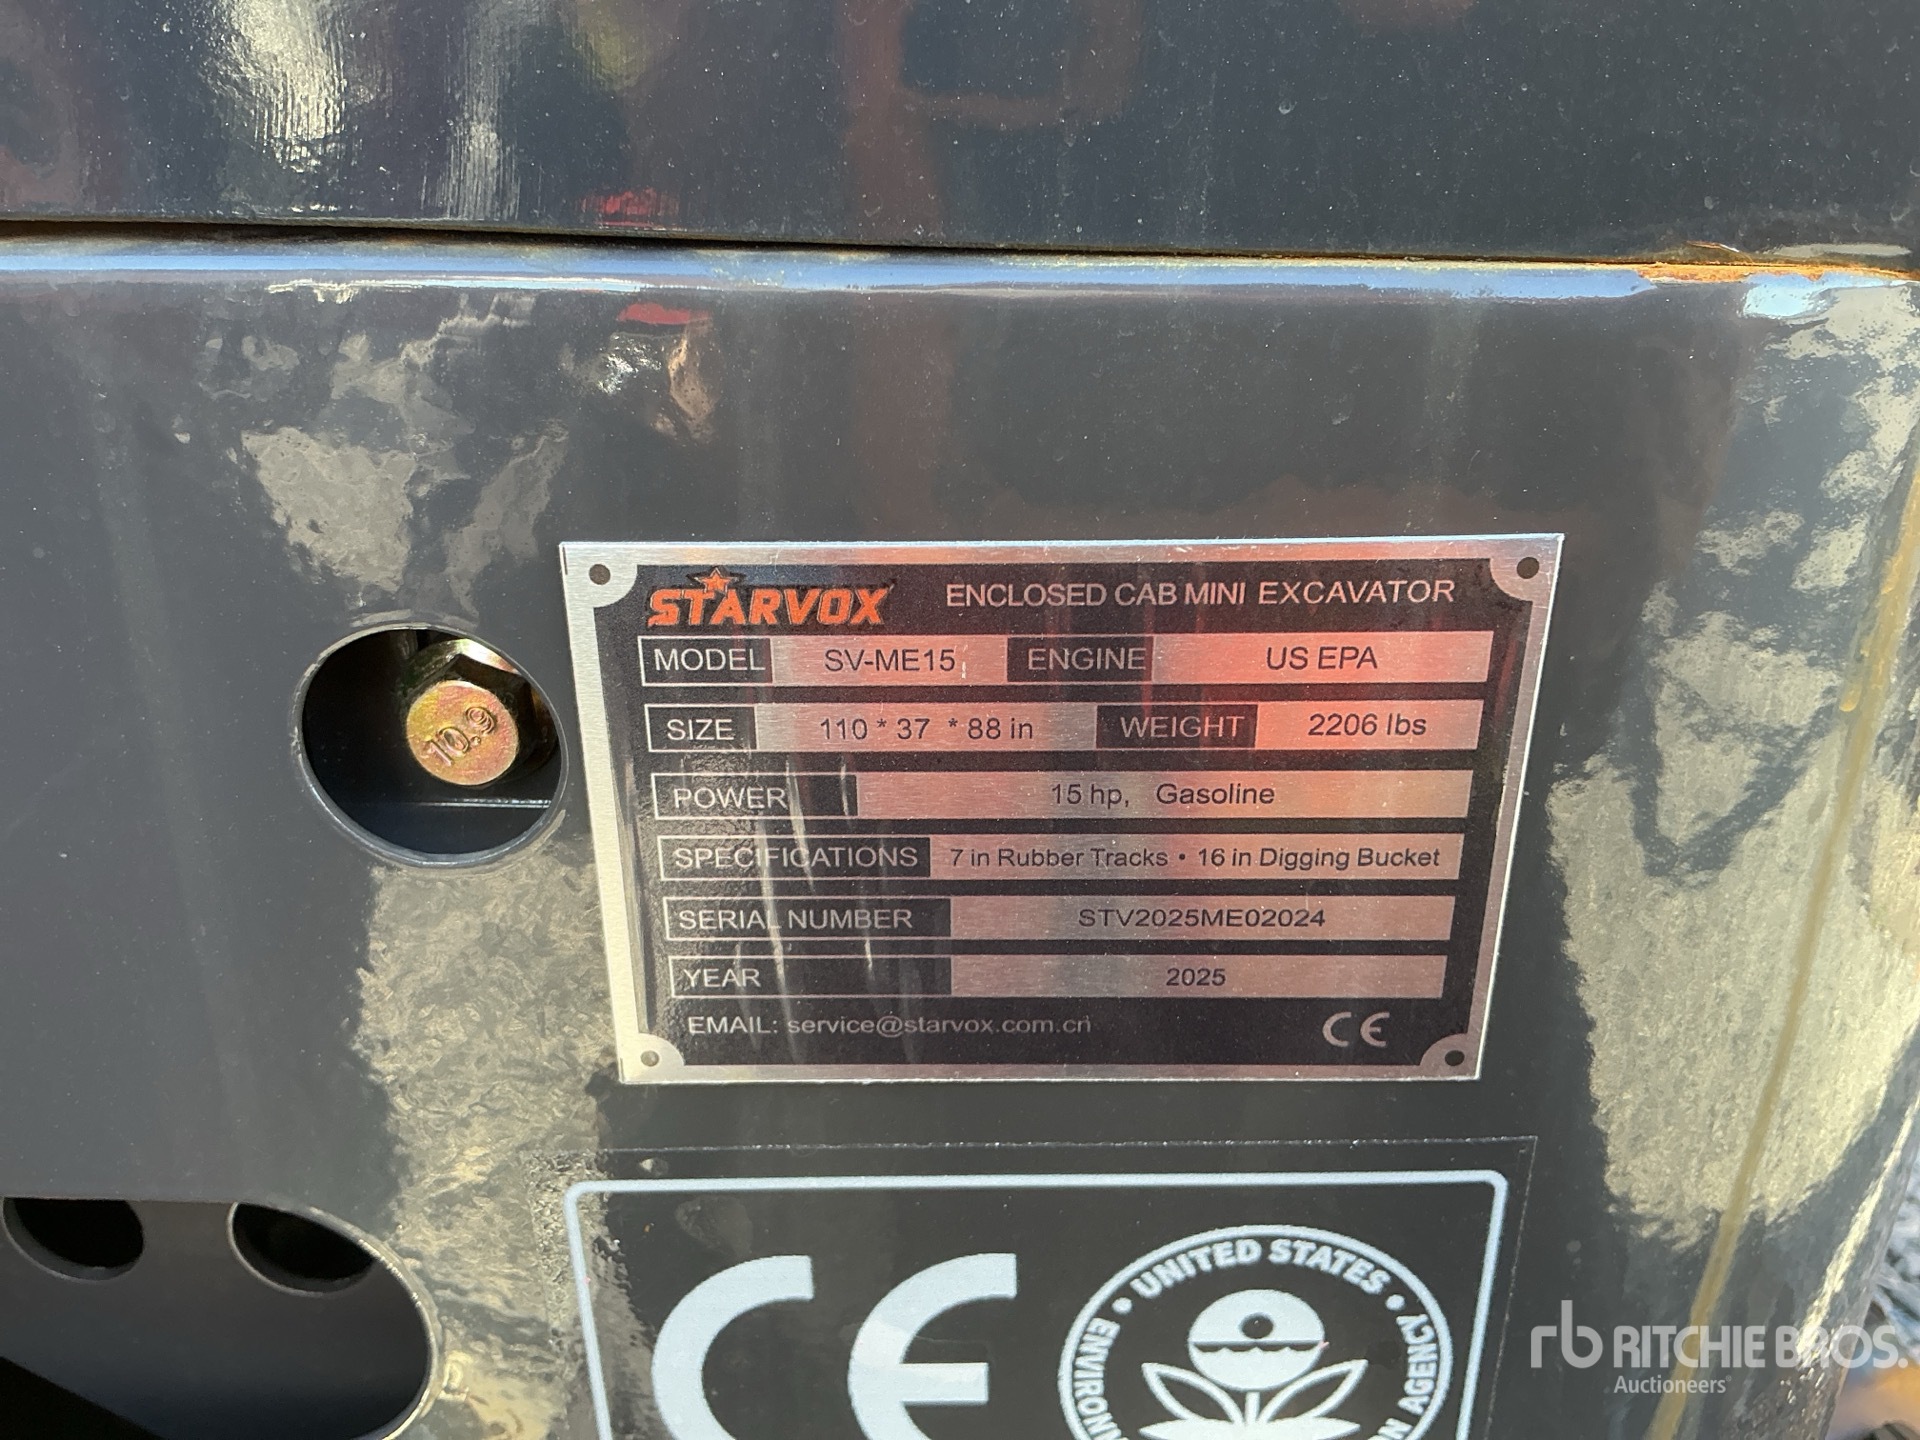 STARVOX ENCLOSED CAB MINI EXCAVATOR
MODEL SV-ME15 ENGINE US EPA
SIZE 110 * 37 * 88 in WEIGHT 2206 lbs
POWER 15 hp, Gasoline
SPECIFICATIONS 7 in Rubber Tracks • 16 in Digging Bucket
SERIAL NUMBER STV2025ME02024
YEAR 2025
EMAIL: service@starvox.com.cn CE
10.9
CE
UNITED STATES • ENVIRON
AGENCY
rb RITCHIE BROS.
Auctioneers